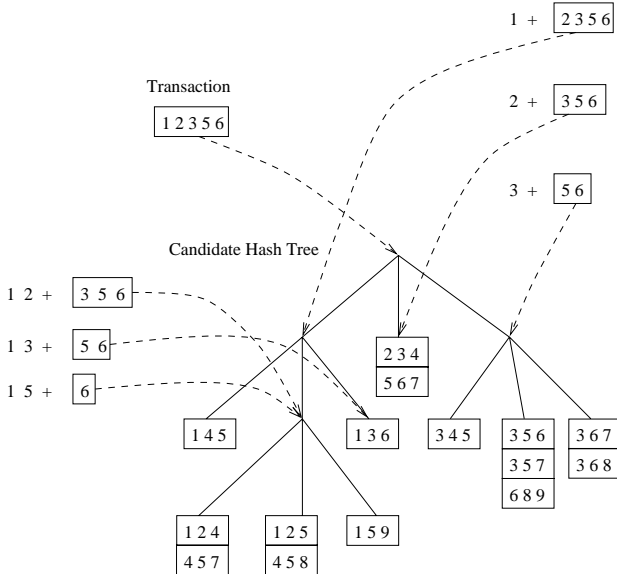 1 + 2 3 5 6
Transaction
1 2 3 5 6
2 + 3 5 6
3 + 5 6
Candidate Hash Tree
1 2 + 3 5 6
1 3 + 5 6
1 5 + 6
2 3 4
5 6 7
1 4 5
1 3 6
3 4 5
3 5 6
3 5 7
6 8 9
3 6 7
3 6 8
1 2 4
4 5 7
1 2 5
4 5 8
1 5 9